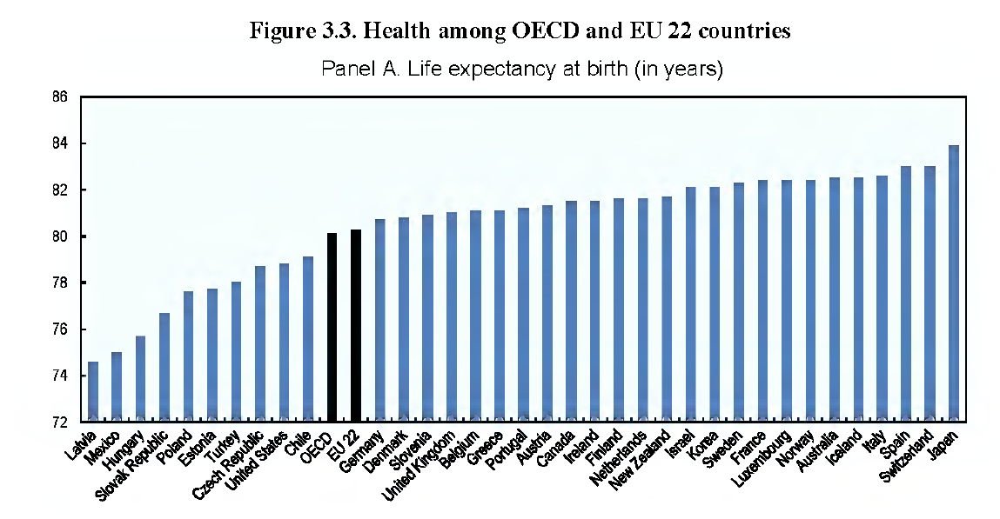 Figure 3.3. Health among OECD and EU 22 countries
Panel A. Life expectancy at birth (in years)
86
84
82
80
78
76
74
72
Latvia
Mexico
Hungary
Slovak Republic
Poland
Estonia
Turkey
Czech Republic
United States
Chile
OECD
EU 22
Germany
Denmark
Slovenia
United Kingdom
Belgium
Greece
Portugal
Austria
Canada
Ireland
Finland
Netherlands
New Zealand
Israel
Korea
Sweden
France
Luxembourg
Norway
Australia
Iceland
Italy
Spain
Switzerland
Japan